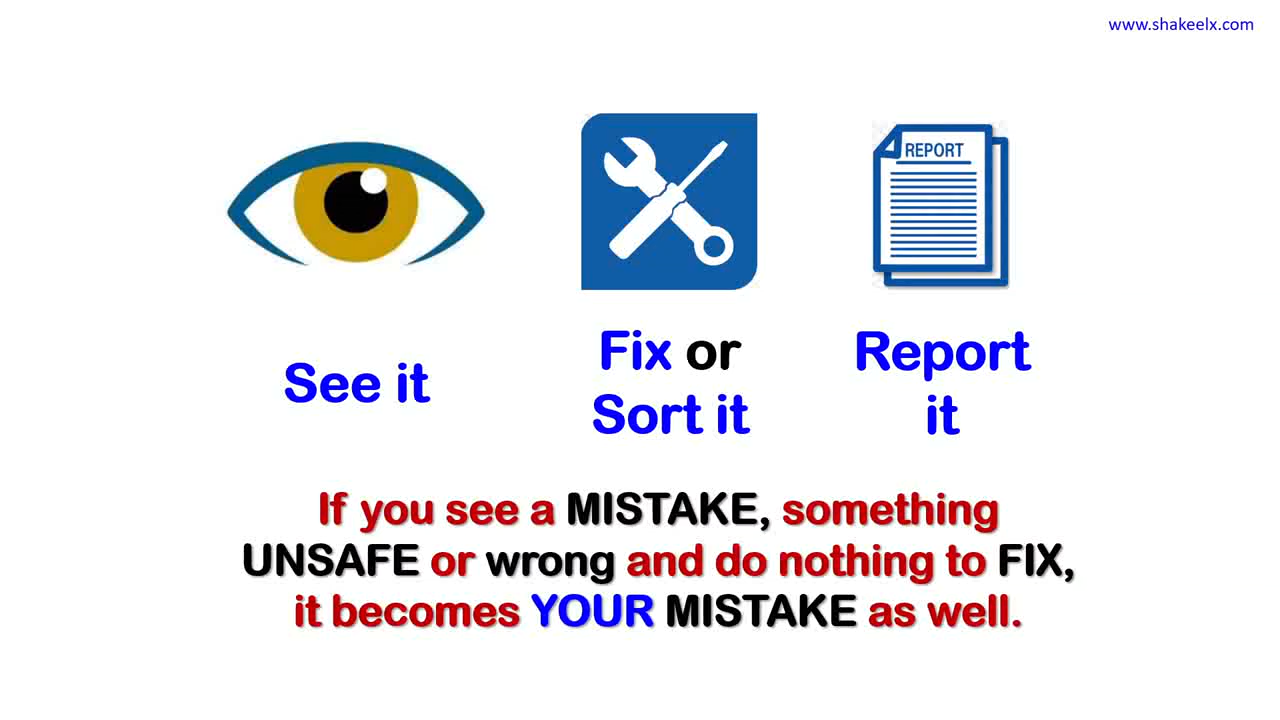 www.shakeelx.com
REPORT
See it
Fix or
Sort it
Report
it
If you see a MISTAKE, something
UNSAFE or wrong and do nothing to FIX,
it becomes YOUR MISTAKE as well.